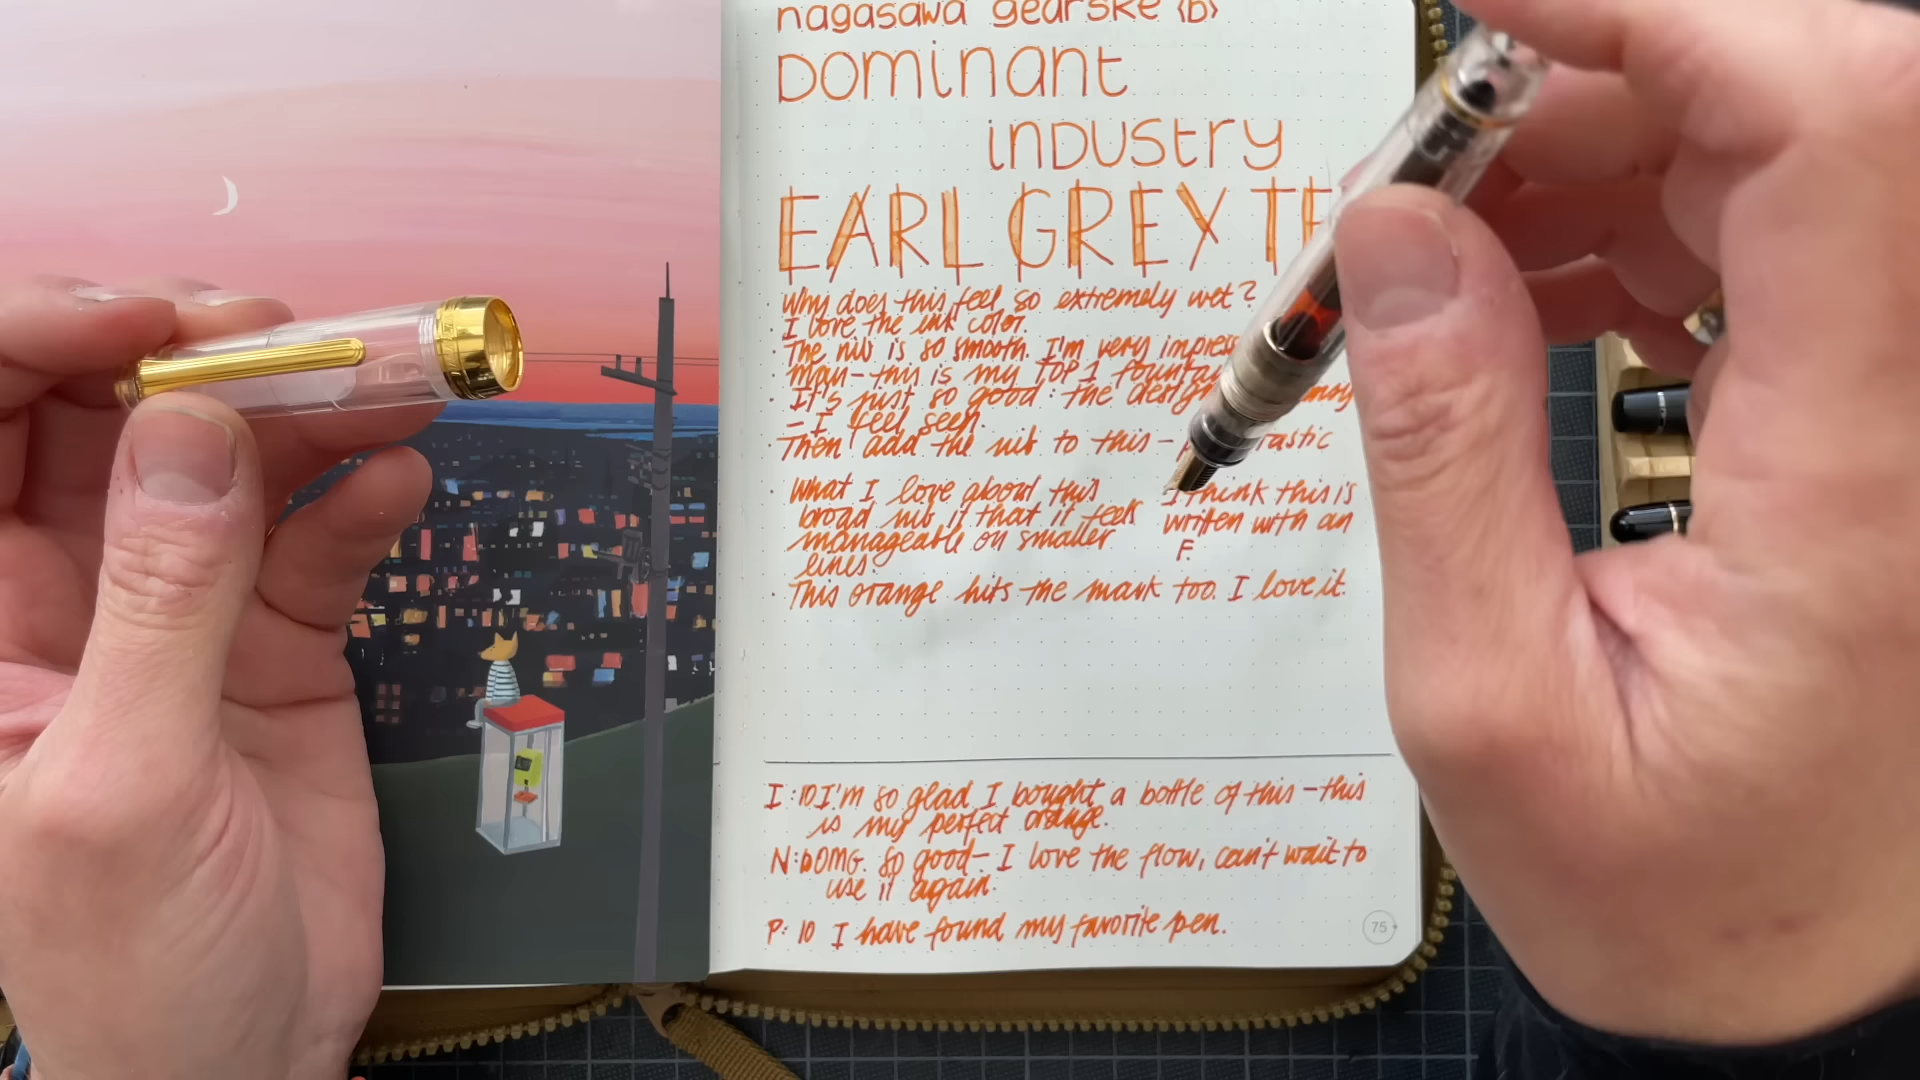 nagasawa gearske <b>
Dominant
industry
EARL GREY TE
Why does this feel so extremely wet?
I love the ink color.
The nib is so smooth. I'm very impress
man - this is my TOP 1 fountai
It's just so good: the design
- I feel seen.
Then add the nib to this - tastic
What I love about this
broad nib if that it feels
manageable on smaller
lines
I think this is
written with an
F.
This orange hits the mark too. I love it.
I: 10 I'm so glad I bought a bottle of this - this
is my perfect orange.
N: OMG. So good - I love the flow, can't wait to
use it again.
P: 10 I have found my favorite pen.
75